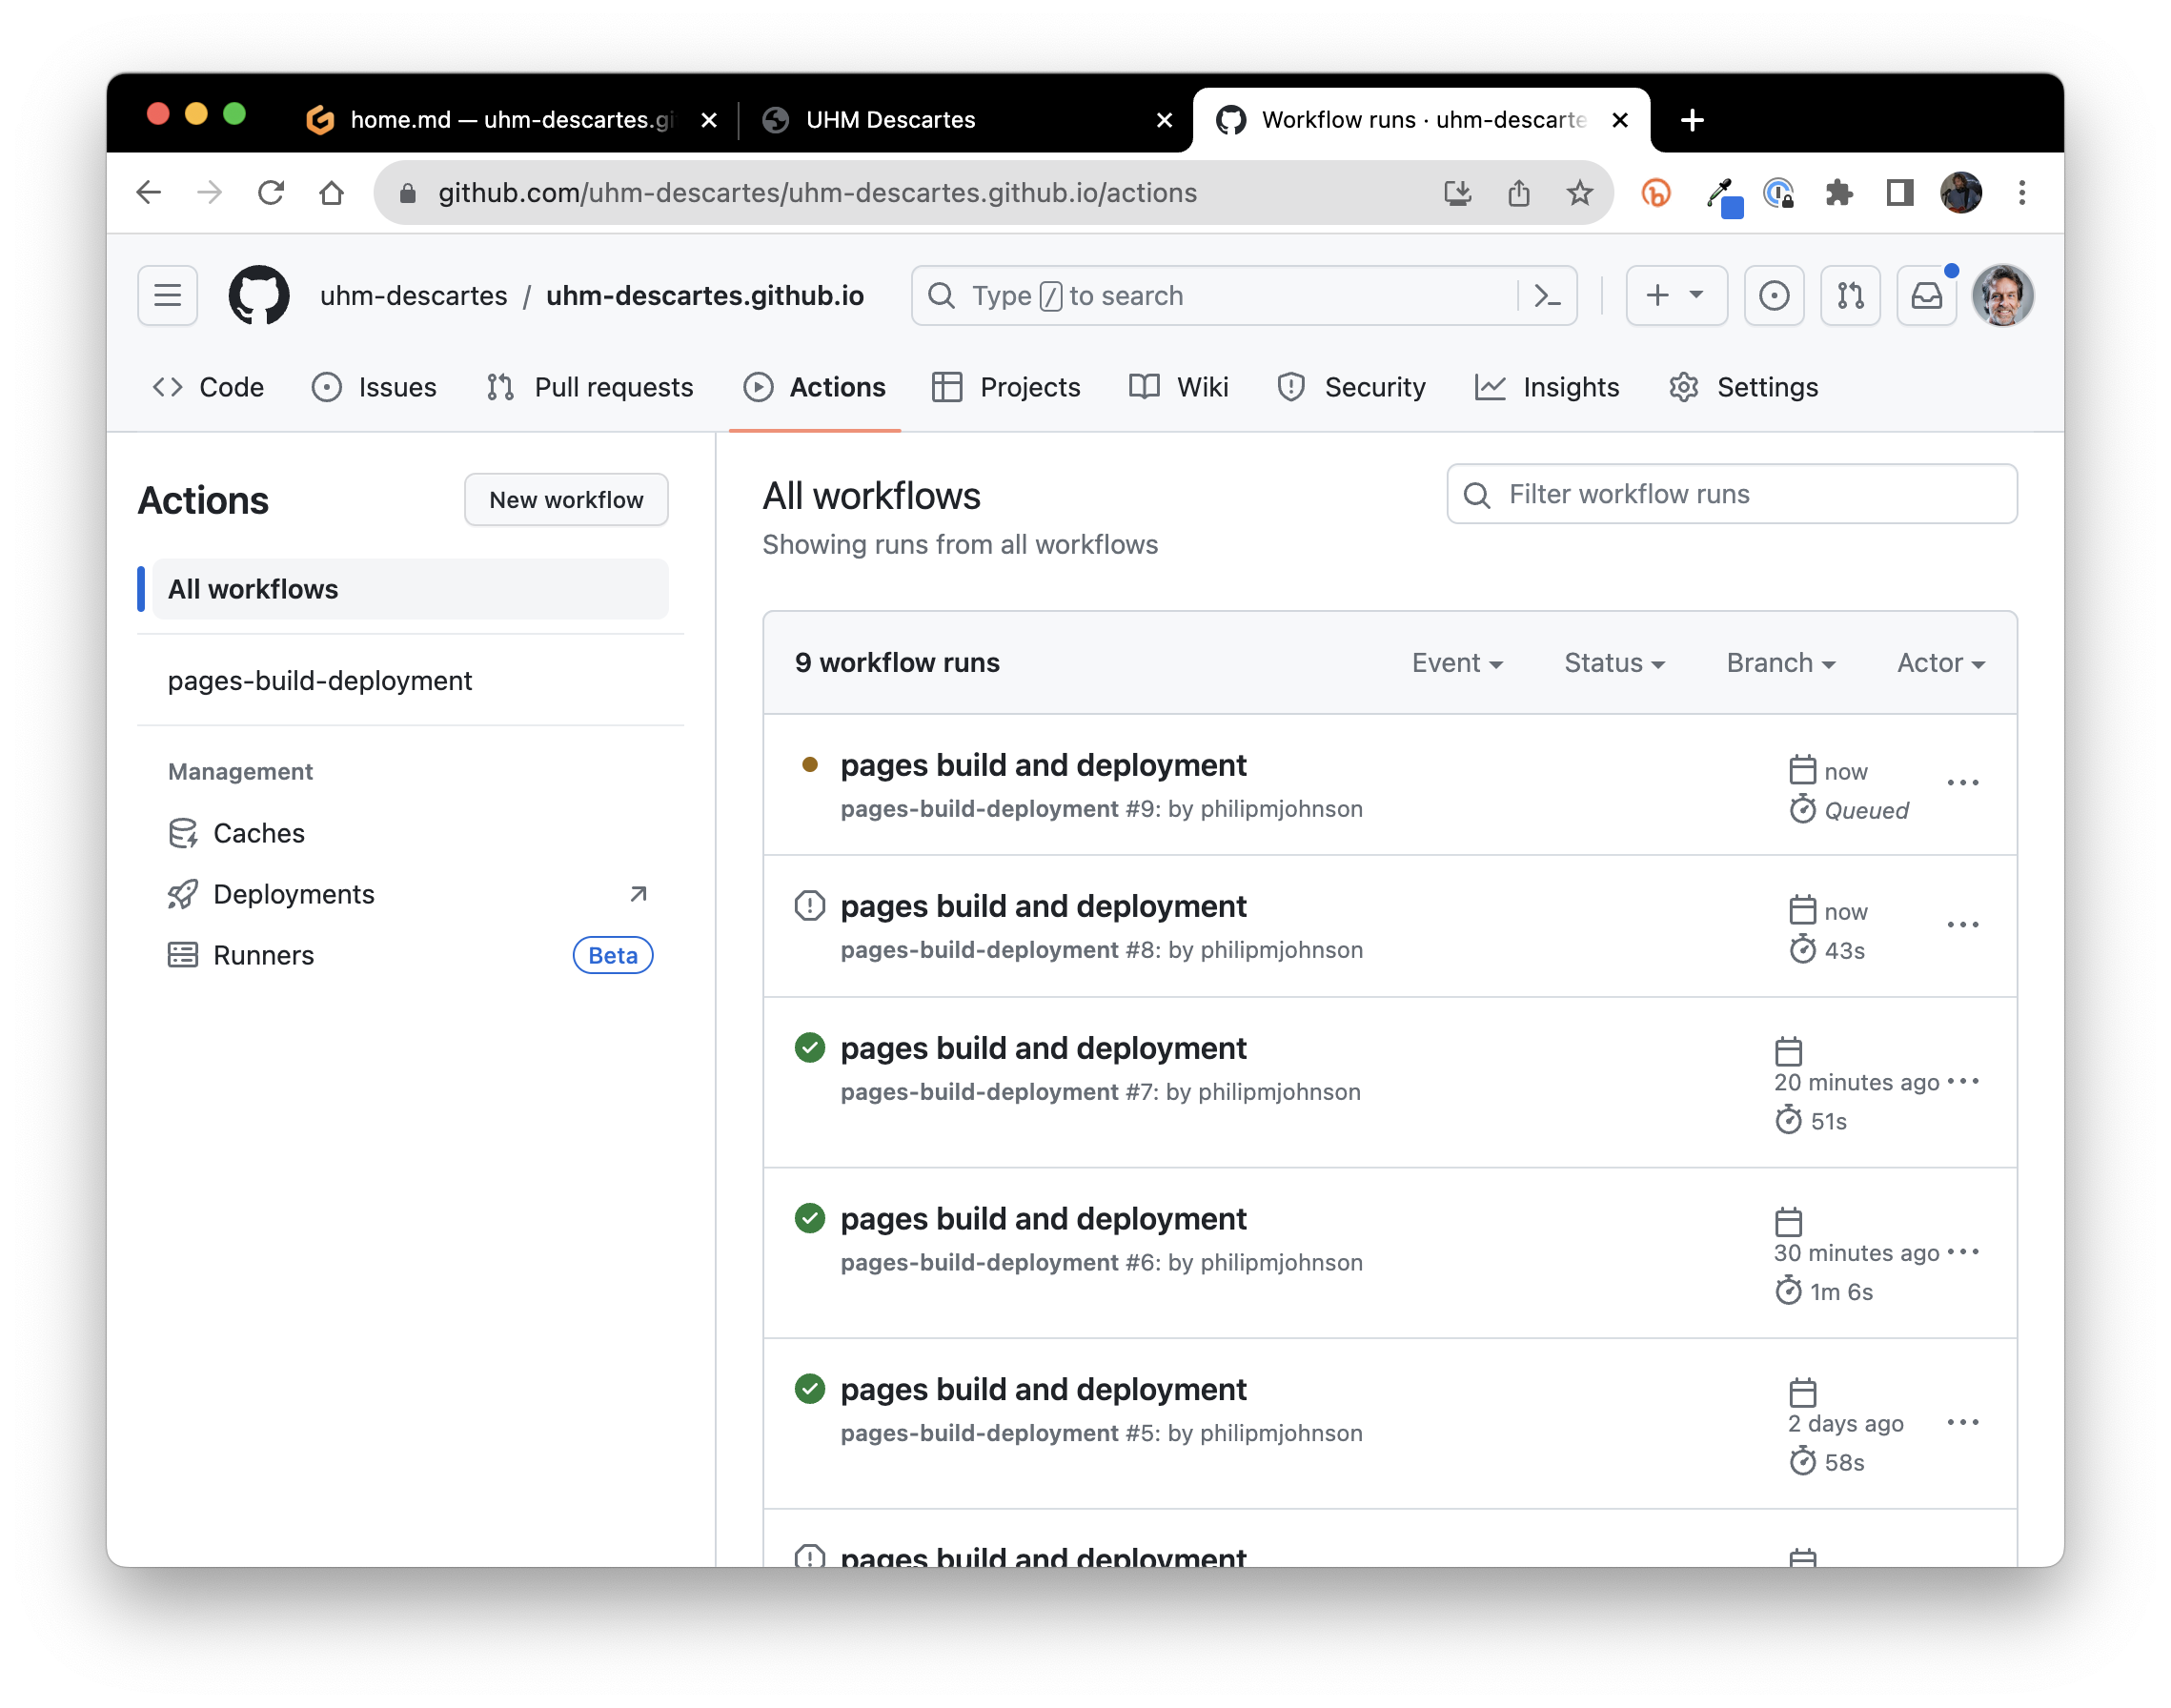 home.md — uhm-descartes.gi
UHM Descartes
Workflow runs · uhm-descarte
github.com/uhm-descartes/uhm-descartes.github.io/actions
uhm-descartes / uhm-descartes.github.io
Type / to search
Code
Issues
Pull requests
Actions
Projects
Wiki
Security
Insights
Settings
Actions
New workflow
All workflows
pages-build-deployment
Management
Caches
Deployments
Runners
Beta
All workflows
Showing runs from all workflows
Filter workflow runs
9 workflow runs
Event
Status
Branch
Actor
pages build and deployment
pages-build-deployment #9: by philipmjohnson
now
Queued
pages build and deployment
pages-build-deployment #8: by philipmjohnson
now
43s
pages build and deployment
pages-build-deployment #7: by philipmjohnson
20 minutes ago
51s
pages build and deployment
pages-build-deployment #6: by philipmjohnson
30 minutes ago
1m 6s
pages build and deployment
pages-build-deployment #5: by philipmjohnson
2 days ago
58s
pages build and deployment